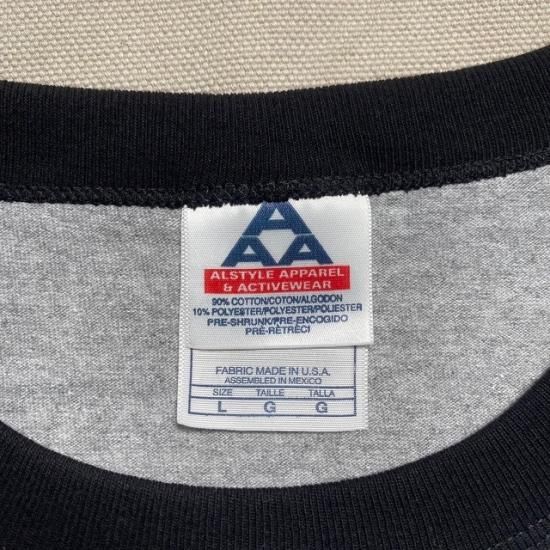 A
A A
ALSTYLE APPAREL
& ACTIVEWEAR
90% COTTON/COTON/ALGODON
10% POLYESTER/POLYESTER/POLIESTER
PRE-SHRUNK/PRE-ENCOGIDO
PRÉ-RÉTRÉCI
FABRIC MADE IN U.S.A.
ASSEMBLED IN MEXICO
SIZE TAILLE TALLA
L G G